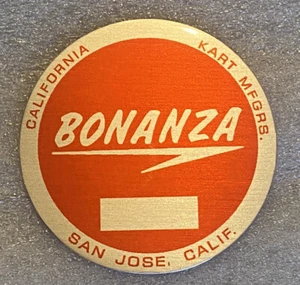 CALIFORNIA KART MFGRS.
BONANZA
SAN JOSE, CALIF.